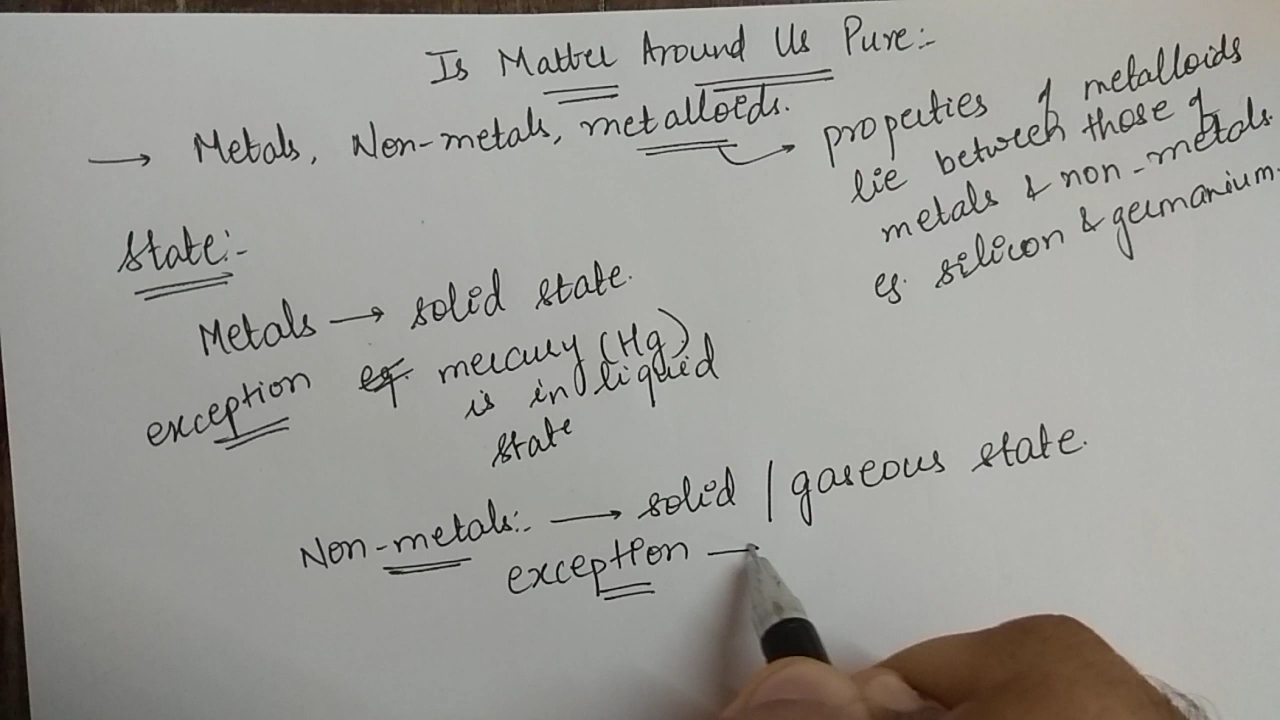 Is Matter Around Us Pure:-
→ Metals, Non-metals, metalloids. →
properties of metalloids
lie between those of
metals & non-metals.
eg. silicon & germanium.
State:-
Metals → solid state.
exception eg. mercury (Hg)
is in liquid
state
Non-metals:- → solid / gaseous state.
exception →